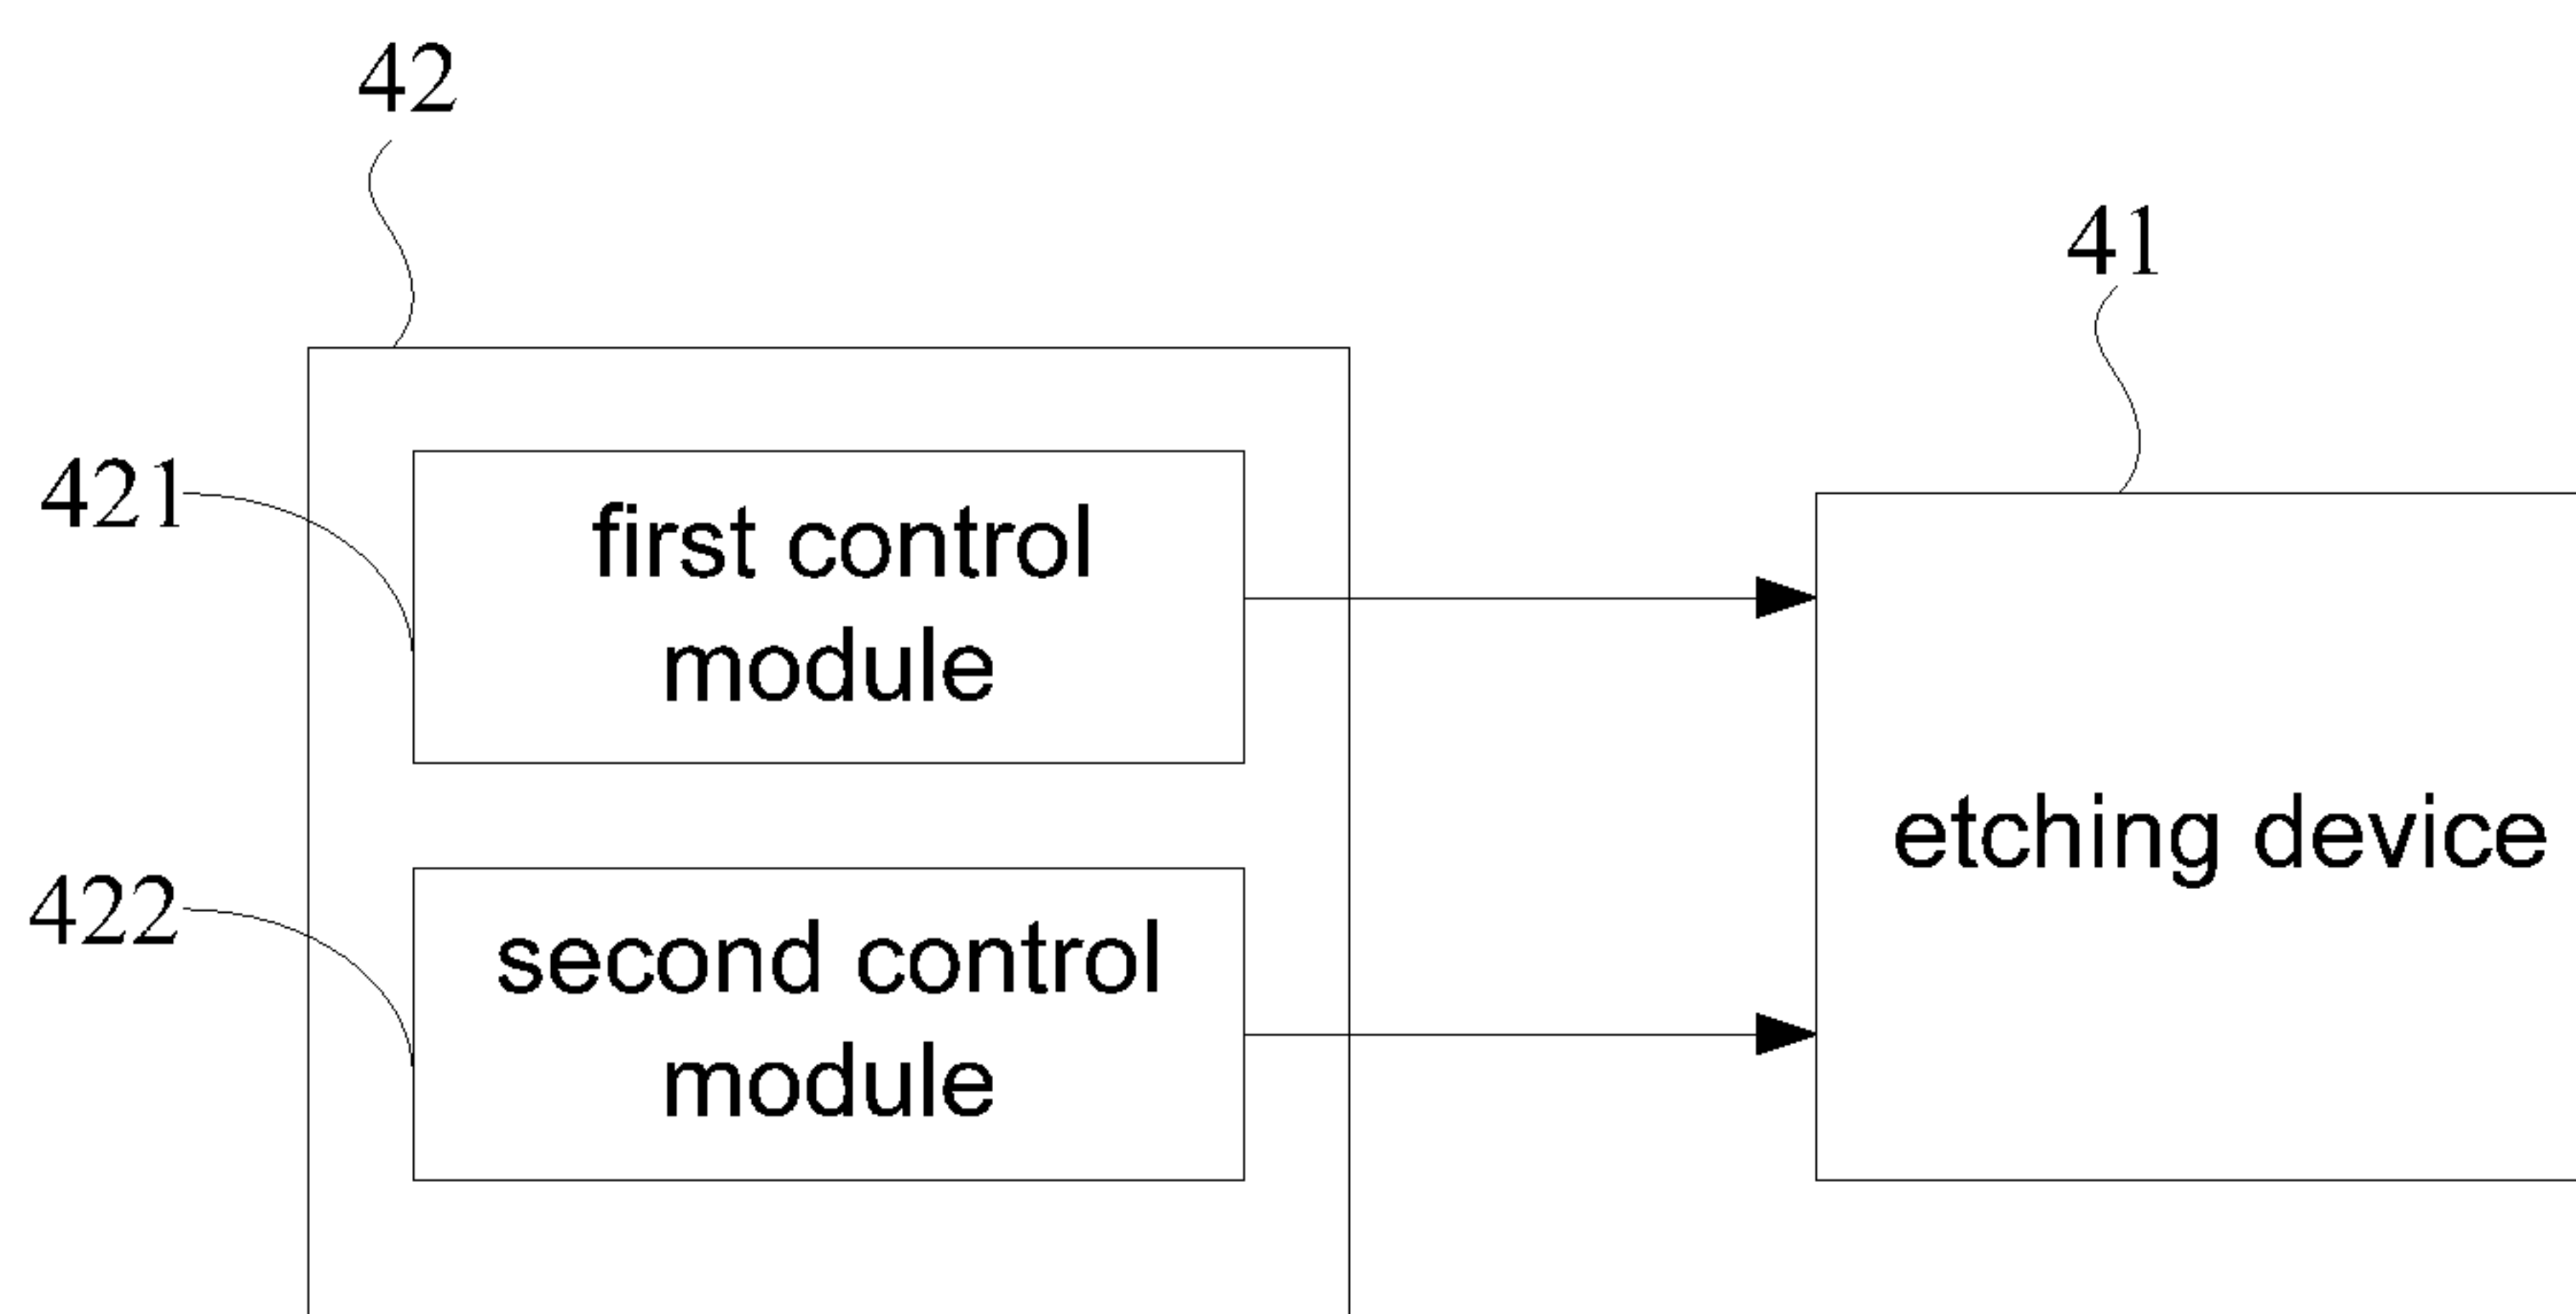 42
41
421
first control
module
etching device
422
second control
module